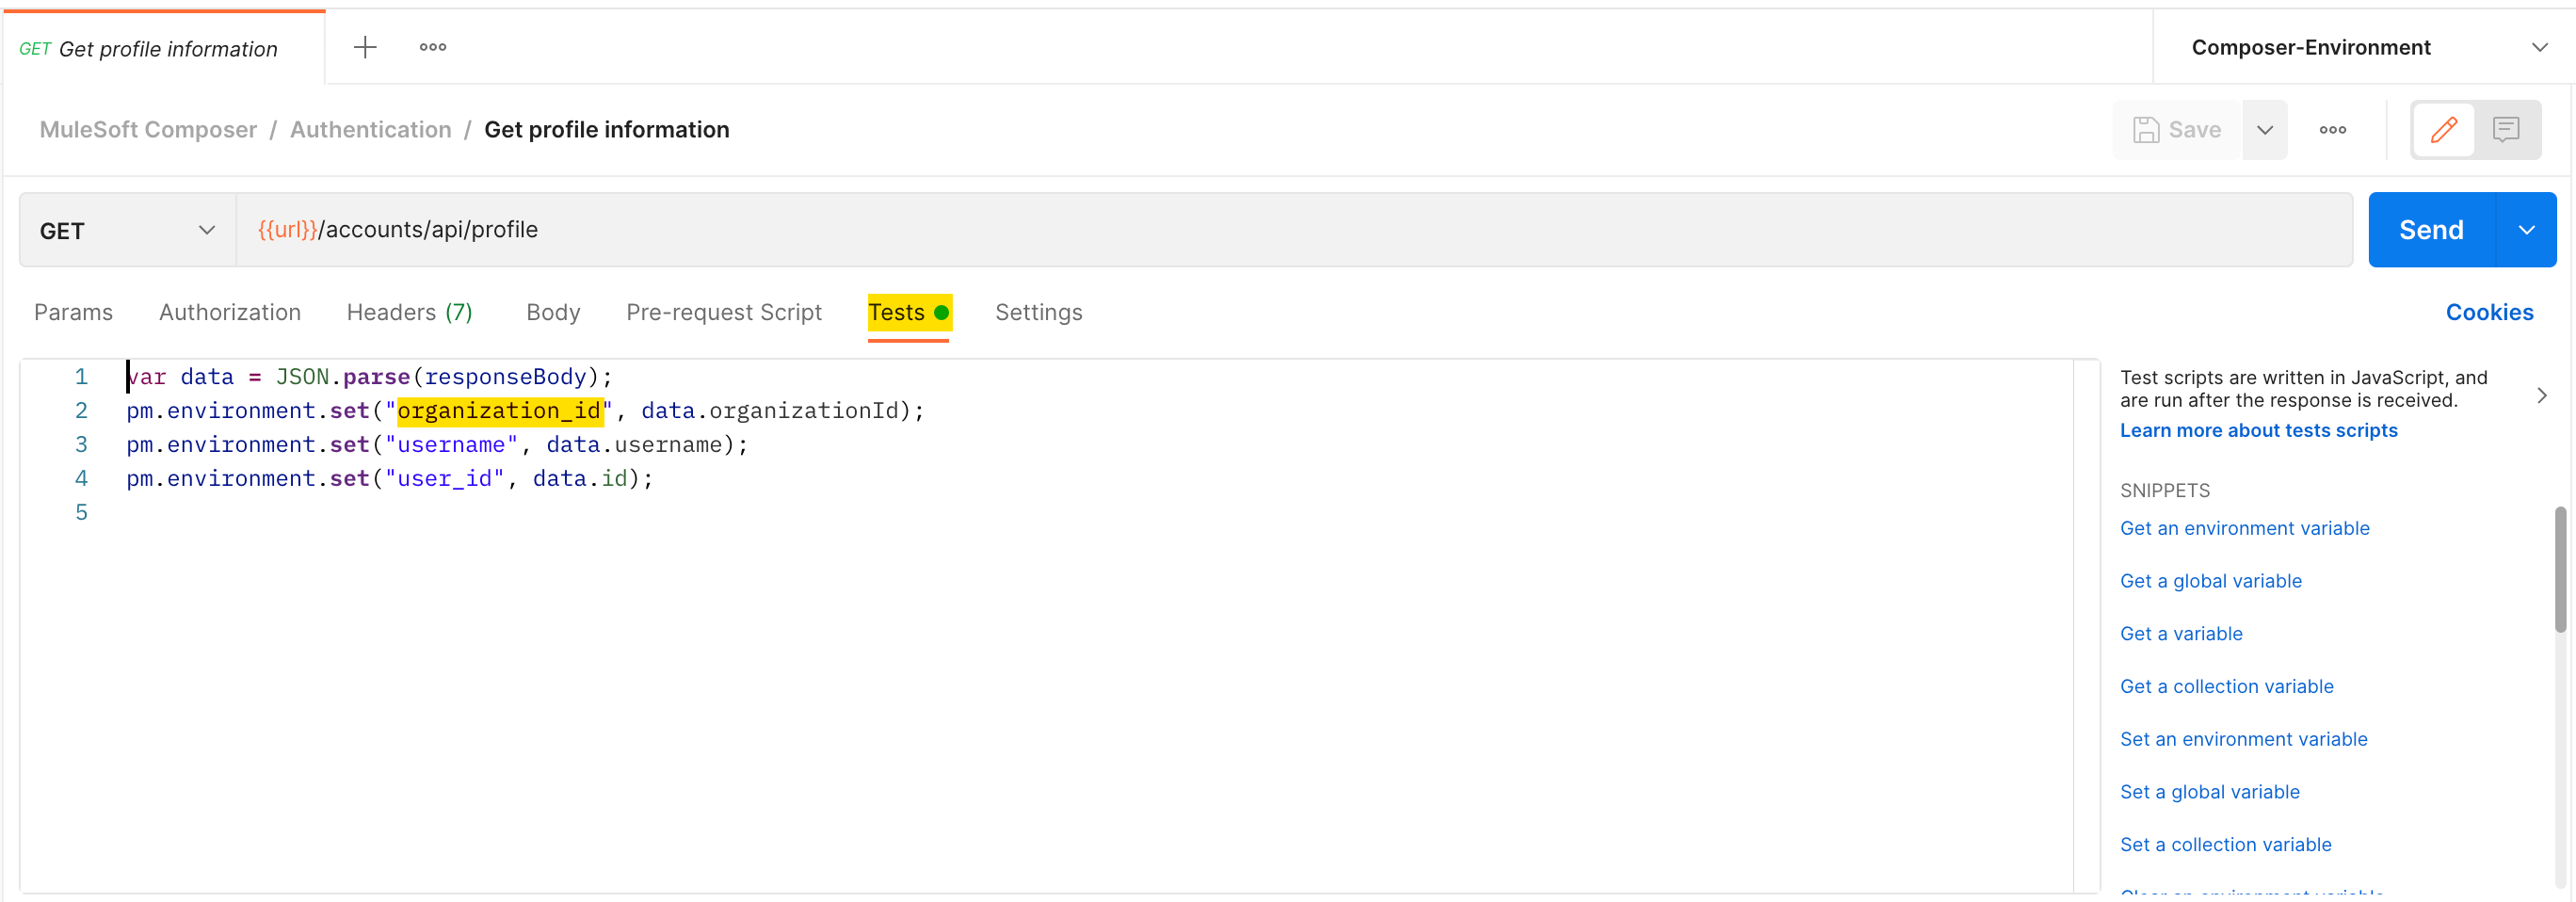 GET Get profile information
Composer-Environment
MuleSoft Composer / Authentication / Get profile information
Save
GET
{{url}}/accounts/api/profile
Send
Params Authorization Headers (7) Body Pre-request Script Tests Settings
Cookies
1 var data = JSON.parse(responseBody);
2 pm.environment.set("organization_id", data.organizationId);
3 pm.environment.set("username", data.username);
4 pm.environment.set("user_id", data.id);
5
Test scripts are written in JavaScript, and
are run after the response is received.
Learn more about tests scripts
SNIPPETS
Get an environment variable
Get a global variable
Get a variable
Get a collection variable
Set an environment variable
Set a global variable
Set a collection variable
Clear an environment variable